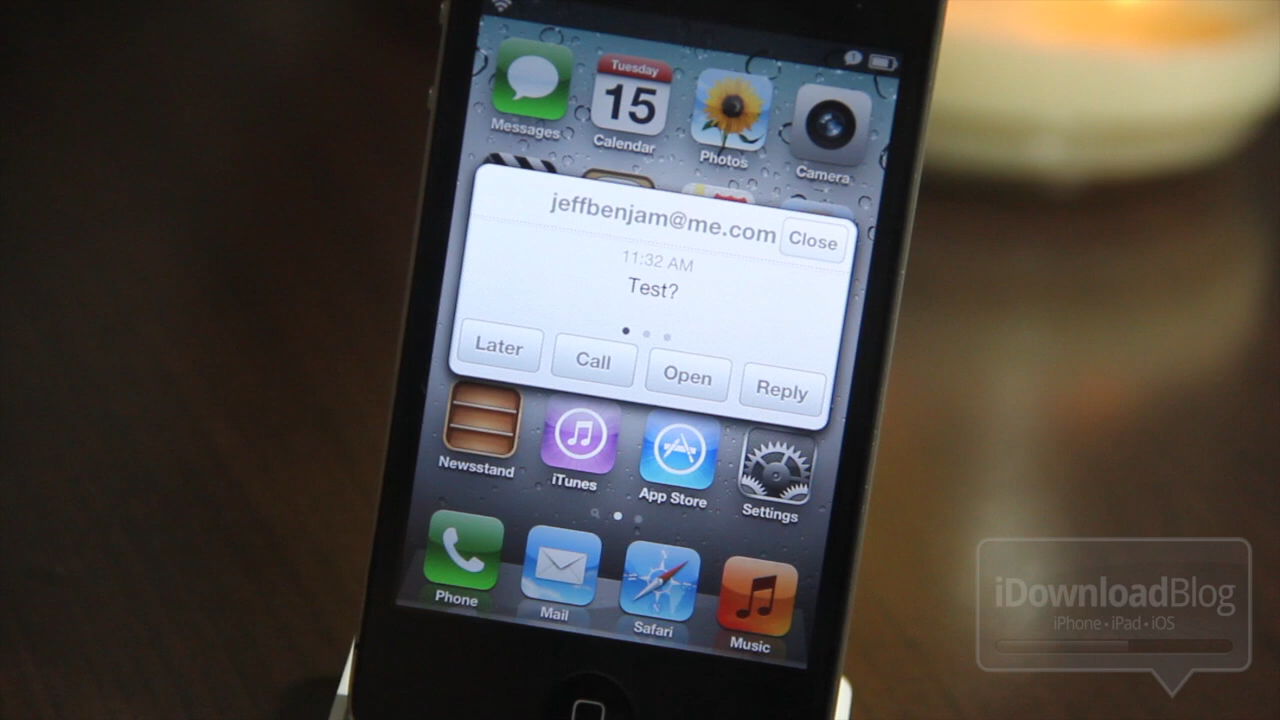 Tuesday
15
Messages
Calendar
Photos
Camera
jeffbenjam@me.com
Close
11:32 AM
Test?
Later
Call
Open
Reply
Newsstand
iTunes
App Store
Settings
Phone
Mail
Safari
Music
iDownloadBlog
iPhone • iPad • iOS